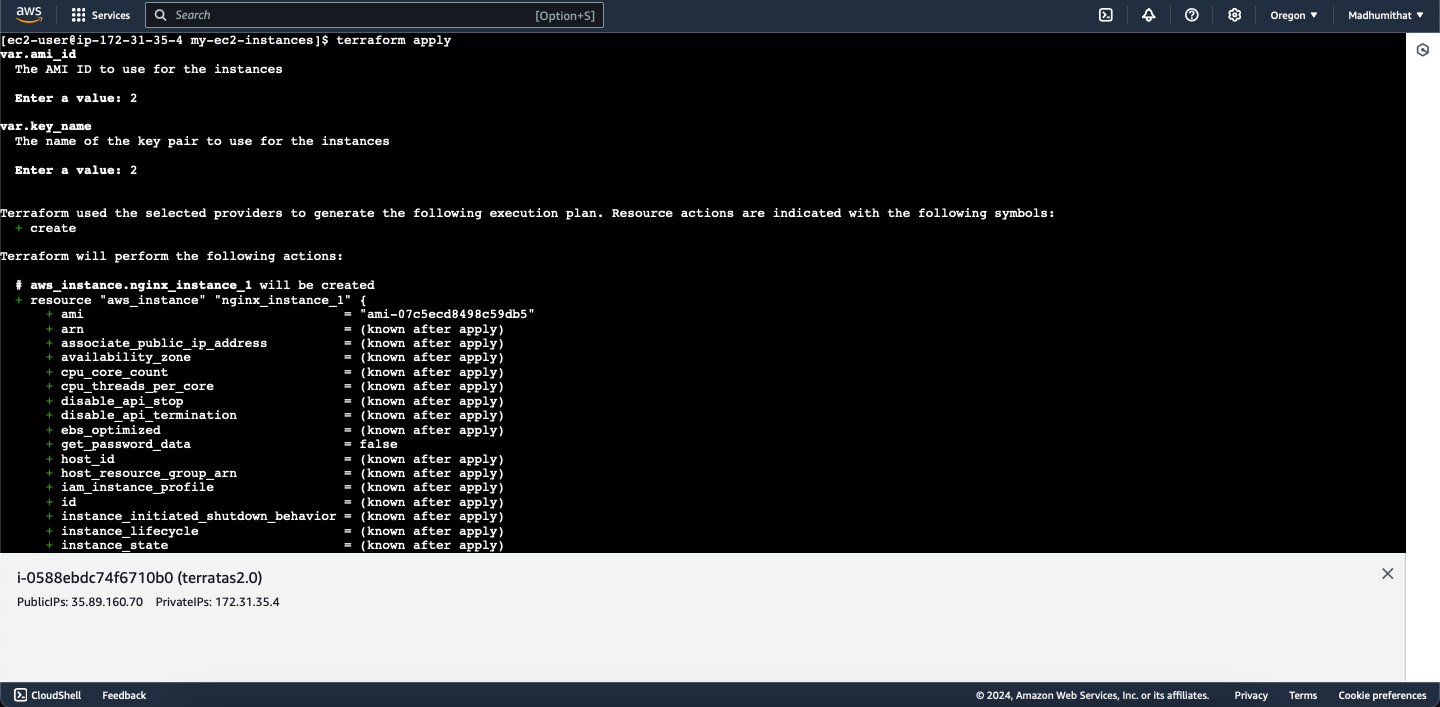 aws Services Search [Option+S] Oregon ▼ Madhumithat ▼
[ec2-user@ip-172-31-35-4 my-ec2-instances]$ terraform apply
var.ami_id
  The AMI ID to use for the instances

  Enter a value: 2

var.key_name
  The name of the key pair to use for the instances

  Enter a value: 2


Terraform used the selected providers to generate the following execution plan. Resource actions are indicated with the following symbols:
  + create

Terraform will perform the following actions:

  # aws_instance.nginx_instance_1 will be created
  + resource "aws_instance" "nginx_instance_1" {
      + ami                                  = "ami-07c5ecd8498c59db5"
      + arn                                  = (known after apply)
      + associate_public_ip_address          = (known after apply)
      + availability_zone                    = (known after apply)
      + cpu_core_count                       = (known after apply)
      + cpu_threads_per_core                 = (known after apply)
      + disable_api_stop                     = (known after apply)
      + disable_api_termination              = (known after apply)
      + ebs_optimized                        = (known after apply)
      + get_password_data                    = false
      + host_id                              = (known after apply)
      + host_resource_group_arn              = (known after apply)
      + iam_instance_profile                 = (known after apply)
      + id                                   = (known after apply)
      + instance_initiated_shutdown_behavior = (known after apply)
      + instance_lifecycle                   = (known after apply)
      + instance_state                       = (known after apply)
i-0588ebdc74f6710b0 (terratas2.0)
PublicIPs: 35.89.160.70 PrivateIPs: 172.31.35.4
CloudShell Feedback © 2024, Amazon Web Services, Inc. or its affiliates. Privacy Terms Cookie preferences